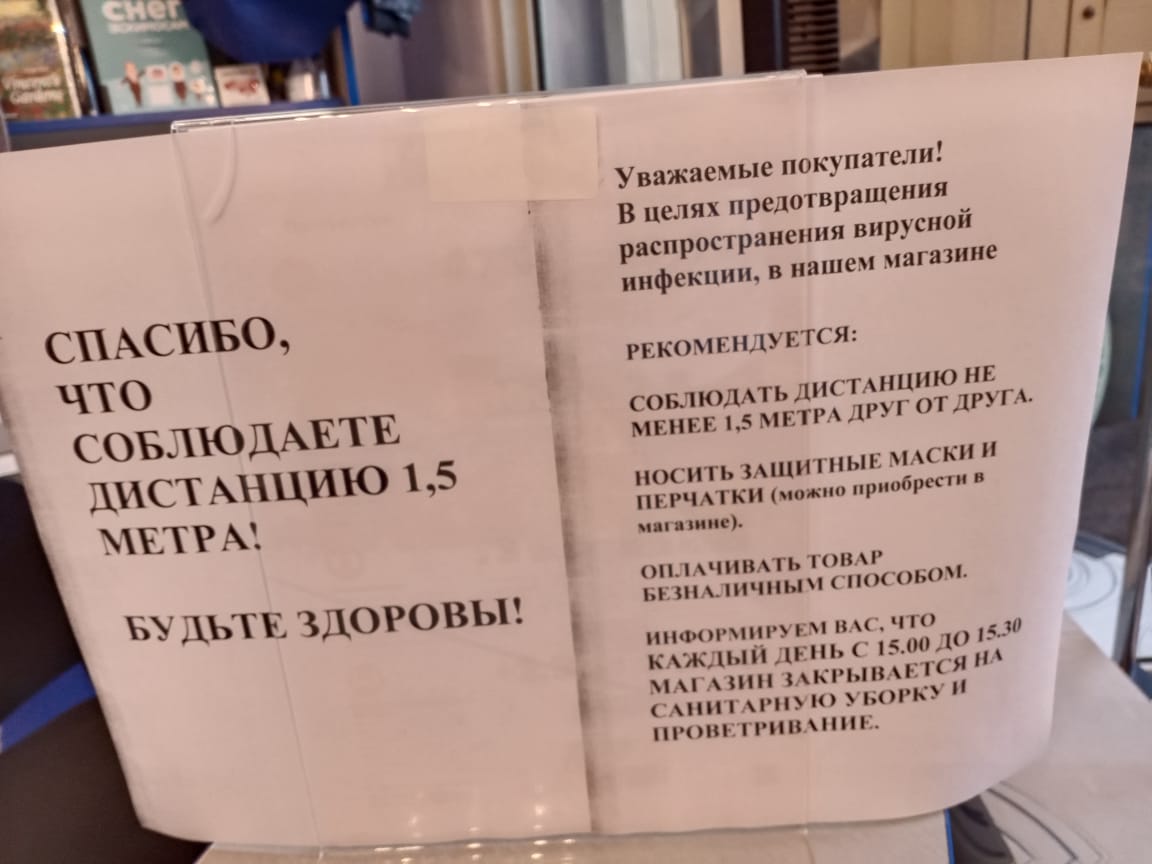 СНЕГ
СПАСИБО,
ЧТО
СОБЛЮДАЕТЕ
ДИСТАНЦИЮ 1,5
МЕТРА!
БУДЬТЕ ЗДОРОВЫ!
Уважаемые покупатели!
В целях предотвращения
распространения вирусной
инфекции, в нашем магазине
РЕКОМЕНДУЕТСЯ:
СОБЛЮДАТЬ ДИСТАНЦИЮ НЕ
МЕНЕЕ 1,5 МЕТРА ДРУГ ОТ ДРУГА.
НОСИТЬ ЗАЩИТНЫЕ МАСКИ И
ПЕРЧАТКИ (можно приобрести в
магазине).
ОПЛАЧИВАТЬ ТОВАР
БЕЗНАЛИЧНЫМ СПОСОБОМ.
ИНФОРМИРУЕМ ВАС, ЧТО
КАЖДЫЙ ДЕНЬ С 15.00 ДО 15.30
МАГАЗИН ЗАКРЫВАЕТСЯ НА
САНИТАРНУЮ УБОРКУ И
ПРОВЕТРИВАНИЕ.